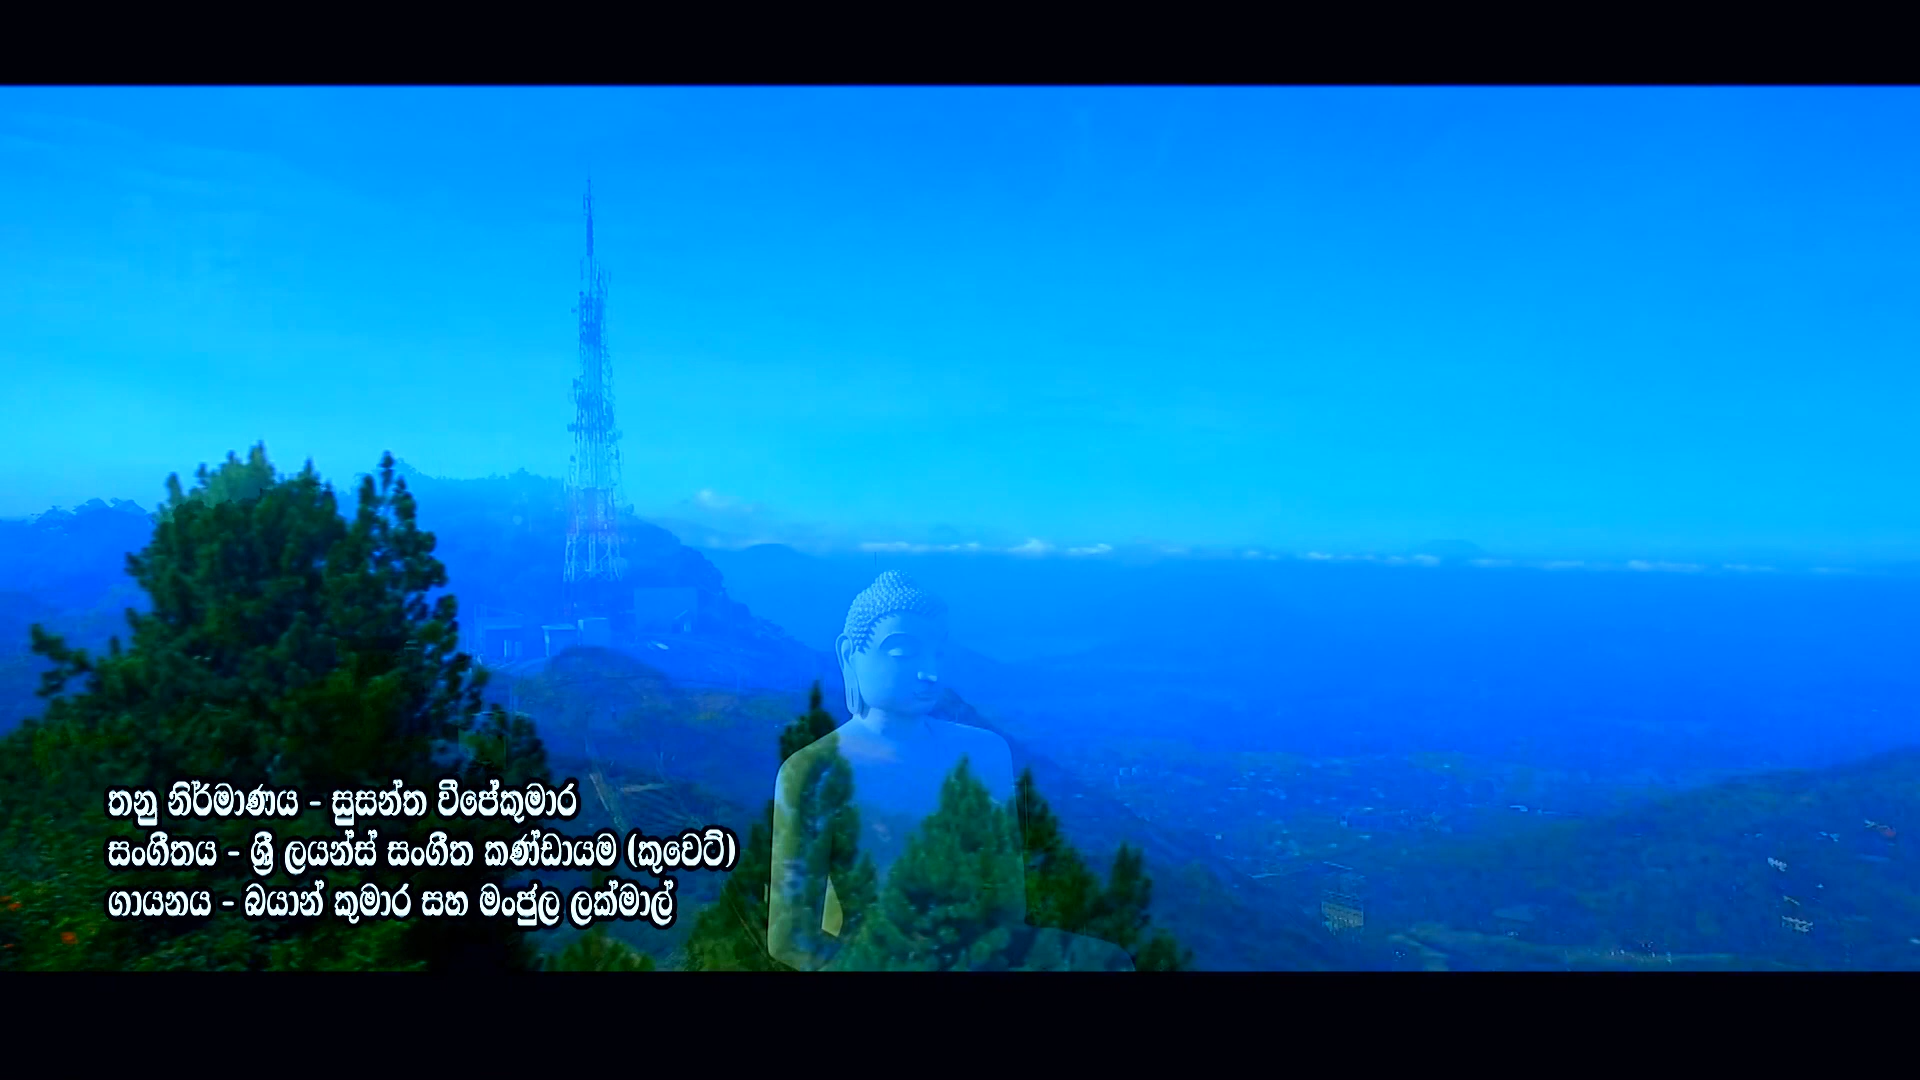 තනු නිර්මාණය - සුසන්ත වීපේකුමාර
සංගීතය - ශ්‍රී ලයන්ස් සංගීත කණ්ඩායම (කුවෙට්)
ගායනය - බයාන් කුමාර සහ මංජුල ලක්මාල්